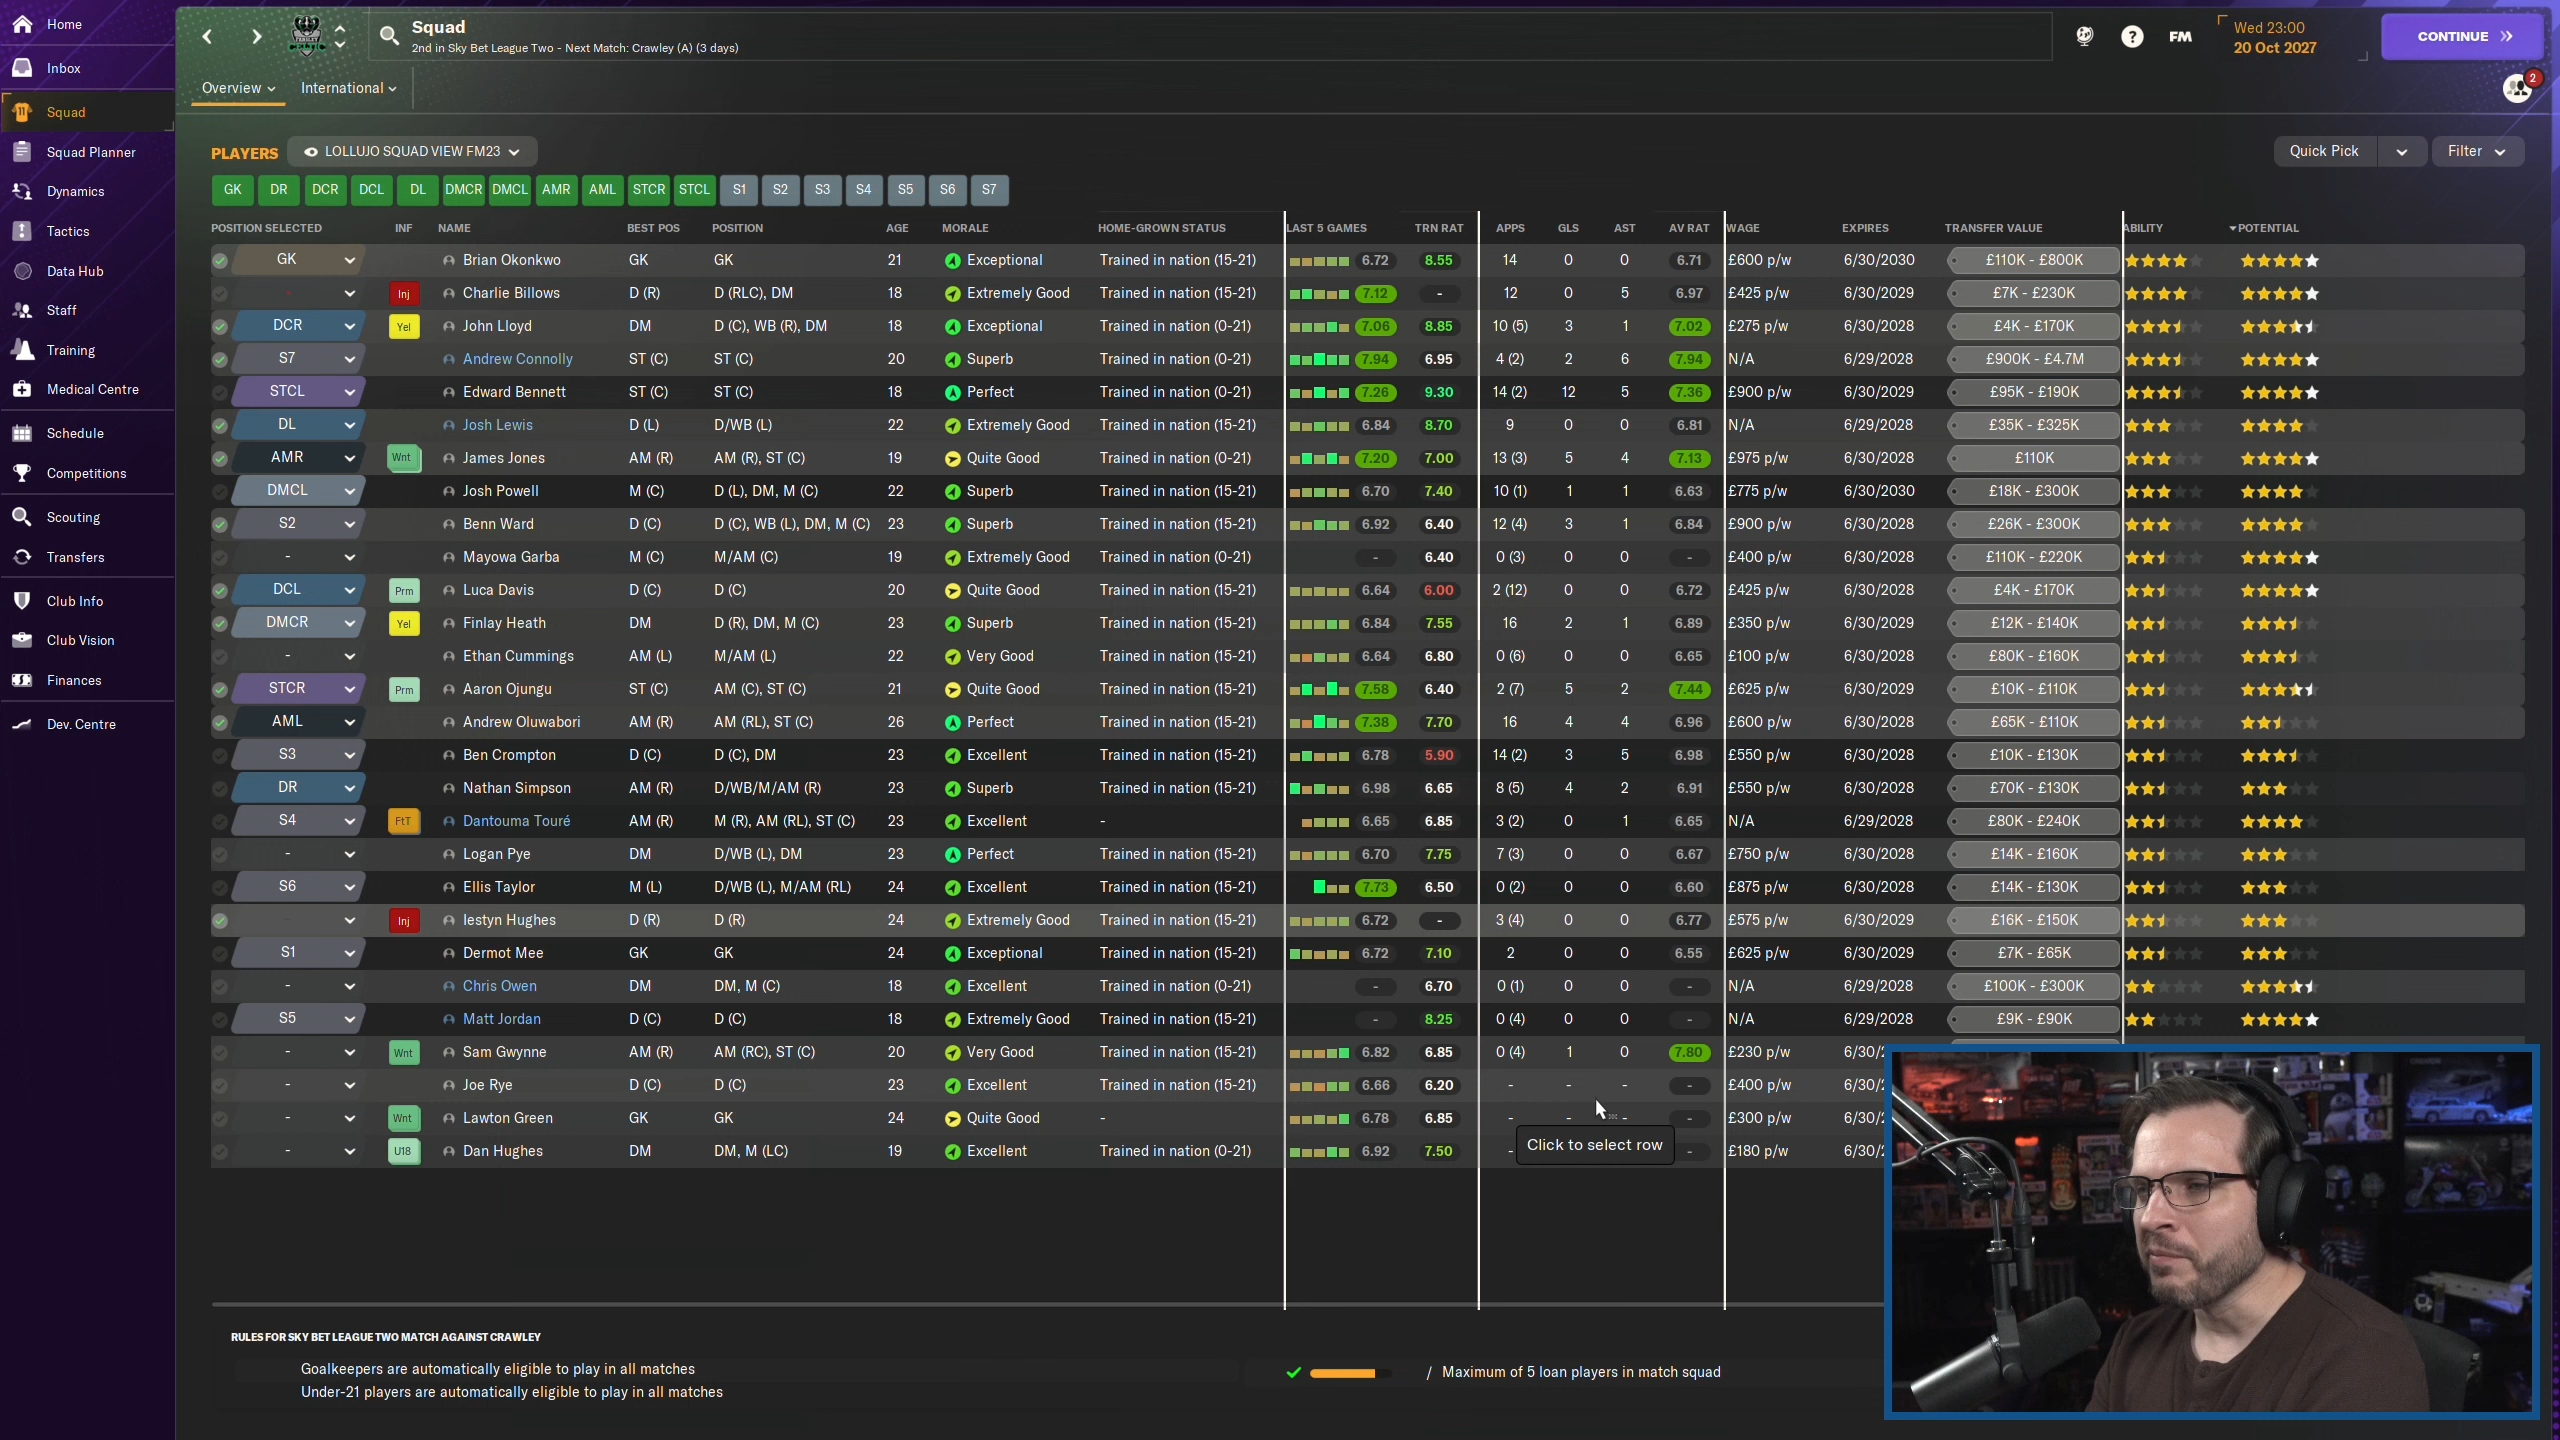 Home
Inbox
Squad
Squad Planner
Dynamics
Tactics
Data Hub
Staff
Training
Medical Centre
Schedule
Competitions
Scouting
Transfers
Club Info
Club Vision
Finances
Dev. Centre
Squad
2nd in Sky Bet League Two - Next Match: Crawley (A) (3 days)
FM
Wed 23:00
20 Oct 2027
CONTINUE
2
Overview International
PLAYERS LOLLUJO SQUAD VIEW FM23 Quick Pick Filter
GK DR DCR DCL DL DMCR DMCL AMR AML STCR STCL S1 S2 S3 S4 S5 S6 S7
POSITION SELECTED INF NAME BEST POS POSITION AGE MORALE HOME-GROWN STATUS LAST 5 GAMES TRN RAT APPS GLS AST AV RAT WAGE EXPIRES TRANSFER VALUE ABILITY POTENTIAL
GK Brian Okonkwo GK GK 21 Exceptional Trained in nation (15-21) 6.72 8.55 14 0 0 6.71 £600 p/w 6/30/2030 £110K - £800K
Inj Charlie Billows D (R) D (RLC), DM 18 Extremely Good Trained in nation (15-21) 7.12 - 12 0 5 6.97 £425 p/w 6/30/2029 £7K - £230K
DCR Yel John Lloyd DM D (C), WB (R), DM 18 Exceptional Trained in nation (0-21) 7.06 8.85 10 (5) 3 1 7.02 £275 p/w 6/30/2028 £4K - £170K
S7 Andrew Connolly ST (C) ST (C) 20 Superb Trained in nation (0-21) 7.94 6.95 4 (2) 2 6 7.94 N/A 6/29/2028 £900K - £4.7M
STCL Edward Bennett ST (C) ST (C) 18 Perfect Trained in nation (0-21) 7.26 9.30 14 (2) 12 5 7.36 £900 p/w 6/30/2029 £95K - £190K
DL Josh Lewis D (L) D/WB (L) 22 Extremely Good Trained in nation (15-21) 6.84 8.70 9 0 0 6.81 N/A 6/29/2028 £35K - £325K
AMR Wnt James Jones AM (R) AM (R), ST (C) 19 Quite Good Trained in nation (0-21) 7.20 7.00 13 (3) 5 4 7.13 £975 p/w 6/30/2028 £110K
DMCL Josh Powell M (C) D (L), DM, M (C) 22 Superb Trained in nation (15-21) 6.70 7.40 10 (1) 1 1 6.63 £775 p/w 6/30/2030 £18K - £300K
S2 Benn Ward D (C) D (C), WB (L), DM, M (C) 23 Superb Trained in nation (15-21) 6.92 6.40 12 (4) 3 1 6.84 £900 p/w 6/30/2028 £26K - £300K
- Mayowa Garba M (C) M/AM (C) 19 Extremely Good Trained in nation (0-21) - 6.40 0 (3) 0 0 - £400 p/w 6/30/2028 £110K - £220K
DCL Prm Luca Davis D (C) D (C) 20 Quite Good Trained in nation (15-21) 6.64 6.00 2 (12) 0 0 6.72 £425 p/w 6/30/2028 £4K - £170K
DMCR Yel Finlay Heath DM D (R), DM, M (C) 23 Superb Trained in nation (15-21) 6.84 7.55 16 2 1 6.89 £350 p/w 6/30/2029 £12K - £140K
- Ethan Cummings AM (L) M/AM (L) 22 Very Good Trained in nation (15-21) 6.64 6.80 0 (6) 0 0 6.65 £100 p/w 6/30/2028 £80K - £160K
STCR Prm Aaron Ojungu ST (C) AM (C), ST (C) 21 Quite Good Trained in nation (15-21) 7.58 6.40 2 (7) 5 2 7.44 £625 p/w 6/30/2029 £10K - £110K
AML Andrew Oluwabori AM (R) AM (RL), ST (C) 26 Perfect Trained in nation (15-21) 7.38 7.70 16 4 4 6.96 £600 p/w 6/30/2028 £65K - £110K
S3 Ben Crompton D (C) D (C), DM 23 Excellent Trained in nation (15-21) 6.78 5.90 14 (2) 3 5 6.98 £550 p/w 6/30/2028 £10K - £130K
DR Nathan Simpson AM (R) D/WB/M/AM (R) 23 Superb Trained in nation (15-21) 6.98 6.65 8 (5) 4 2 6.91 £550 p/w 6/30/2028 £70K - £130K
S4 FtT Dantouma Touré AM (R) M (R), AM (RL), ST (C) 23 Excellent - 6.65 6.85 3 (2) 0 1 6.65 N/A 6/29/2028 £80K - £240K
- Logan Pye DM D/WB (L), DM 23 Perfect Trained in nation (15-21) 6.70 7.75 7 (3) 0 0 6.67 £750 p/w 6/30/2028 £14K - £160K
S6 Ellis Taylor M (L) D/WB (L), M/AM (RL) 24 Excellent Trained in nation (15-21) 7.73 6.50 0 (2) 0 0 6.60 £875 p/w 6/30/2028 £14K - £130K
- Inj Iestyn Hughes D (R) D (R) 24 Extremely Good Trained in nation (15-21) 6.72 - 3 (4) 0 0 6.77 £575 p/w 6/30/2029 £16K - £150K
S1 Dermot Mee GK GK 24 Exceptional Trained in nation (15-21) 6.72 7.10 2 0 0 6.55 £625 p/w 6/30/2029 £7K - £65K
- Chris Owen DM DM, M (C) 18 Excellent Trained in nation (0-21) - 6.70 0 (1) 0 0 - N/A 6/29/2028 £100K - £300K
S5 Matt Jordan D (C) D (C) 18 Extremely Good Trained in nation (15-21) - 8.25 0 (4) 0 0 - N/A 6/29/2028 £9K - £90K
- Wnt Sam Gwynne AM (R) AM (RC), ST (C) 20 Very Good Trained in nation (15-21) 6.82 6.85 0 (4) 1 0 7.80 £230 p/w 6/30/2
- Joe Rye D (C) D (C) 23 Excellent Trained in nation (15-21) 6.66 6.20 - - - - £400 p/w 6/30/2
- Wnt Lawton Green GK GK 24 Quite Good - 6.78 6.85 - - - - £300 p/w 6/30/2
- U18 Dan Hughes DM DM, M (LC) 19 Excellent Trained in nation (0-21) 6.92 7.50 - - £180 p/w 6/30/2
Click to select row
RULES FOR SKY BET LEAGUE TWO MATCH AGAINST CRAWLEY
Goalkeepers are automatically eligible to play in all matches
Under-21 players are automatically eligible to play in all matches
/ Maximum of 5 loan players in match squad